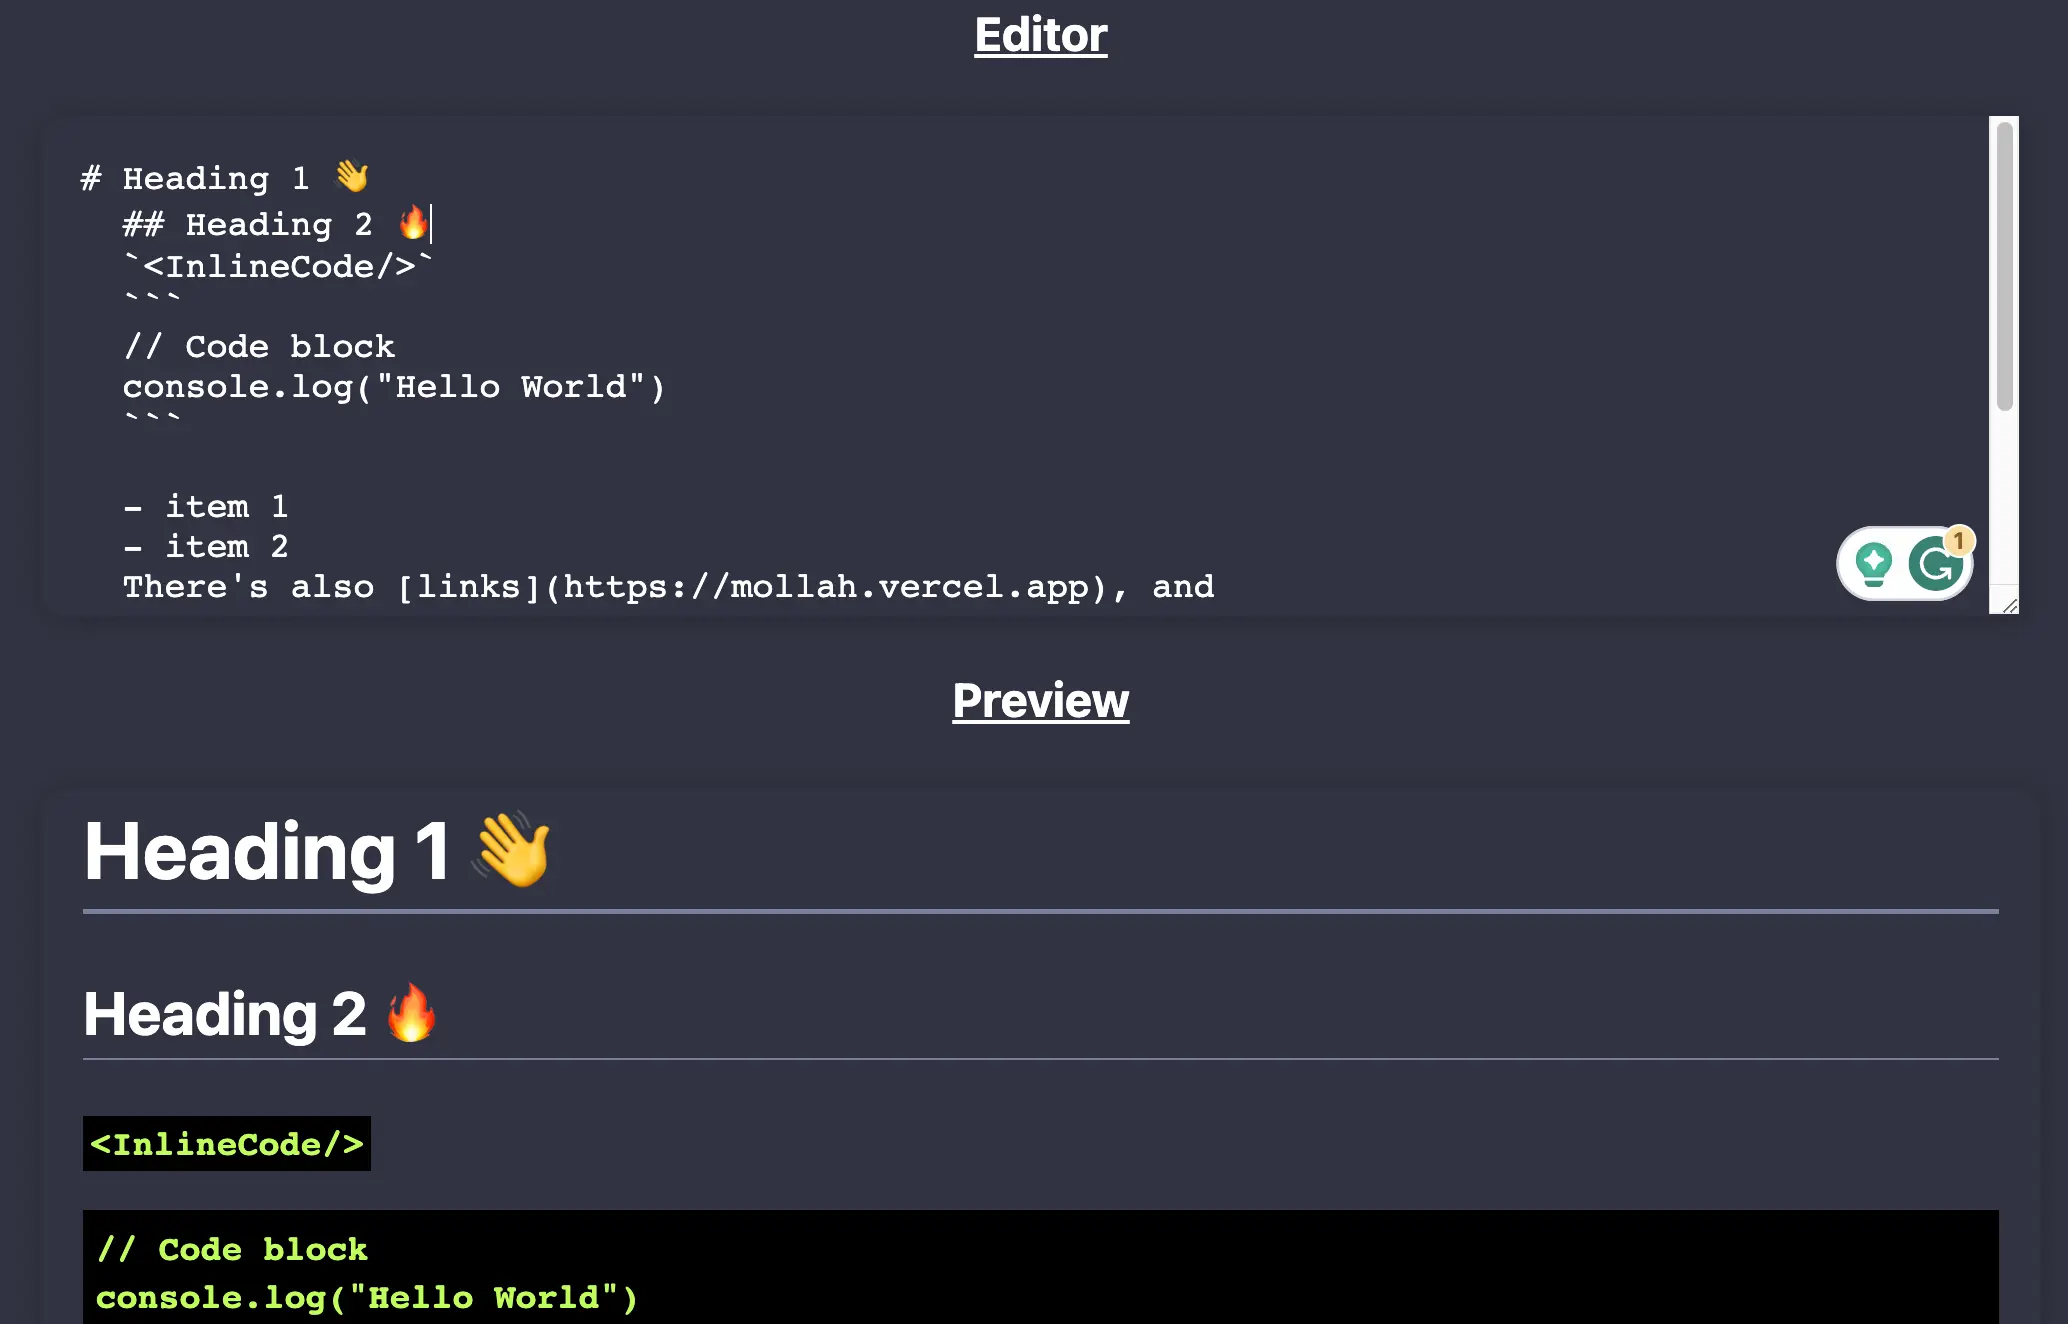 Editor
# Heading 1 👋
## Heading 2 🔥
`<InlineCode/>`
```
// Code block
console.log("Hello World")
```
- item 1
- item 2
There's also [links](https://mollah.vercel.app), and
1
Preview
Heading 1 👋
Heading 2 🔥
<InlineCode/>
// Code block
console.log("Hello World")